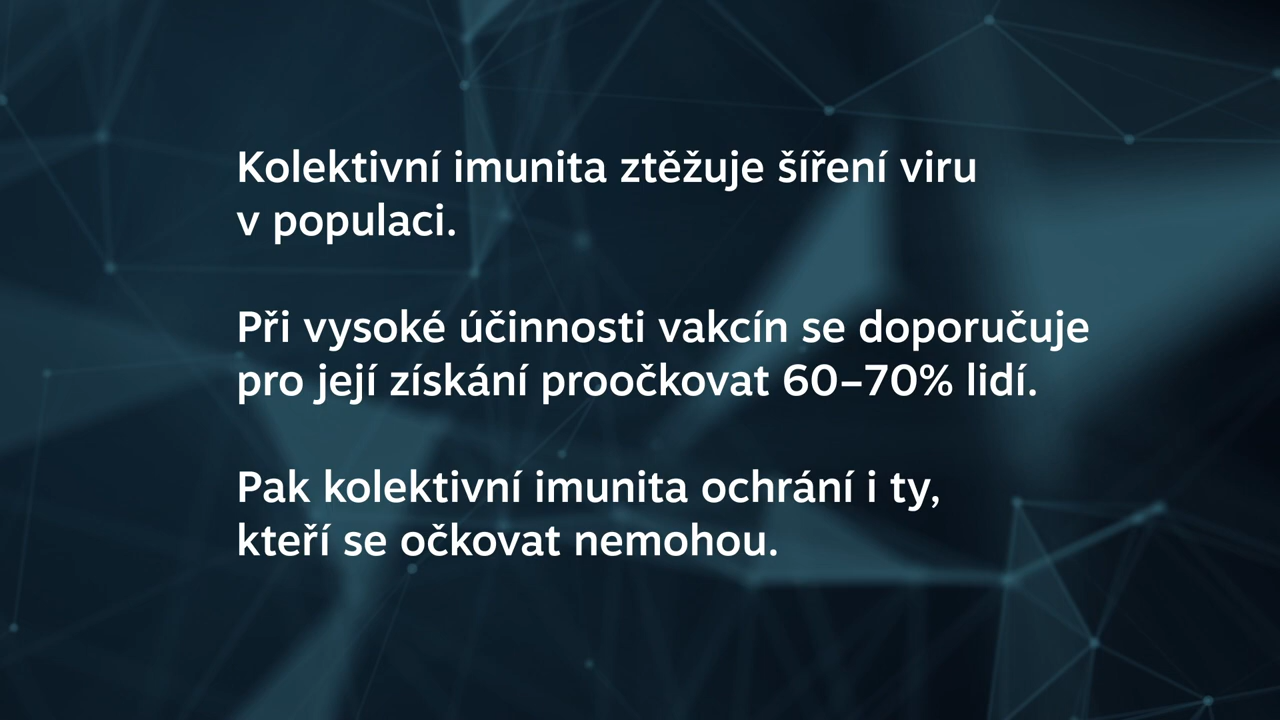 Kolektivní imunita ztěžuje šíření viru
v populaci.
Při vysoké účinnosti vakcín se doporučuje
pro její získání proočkovat 60–70% lidí.
Pak kolektivní imunita ochrání i ty,
kteří se očkovat nemohou.